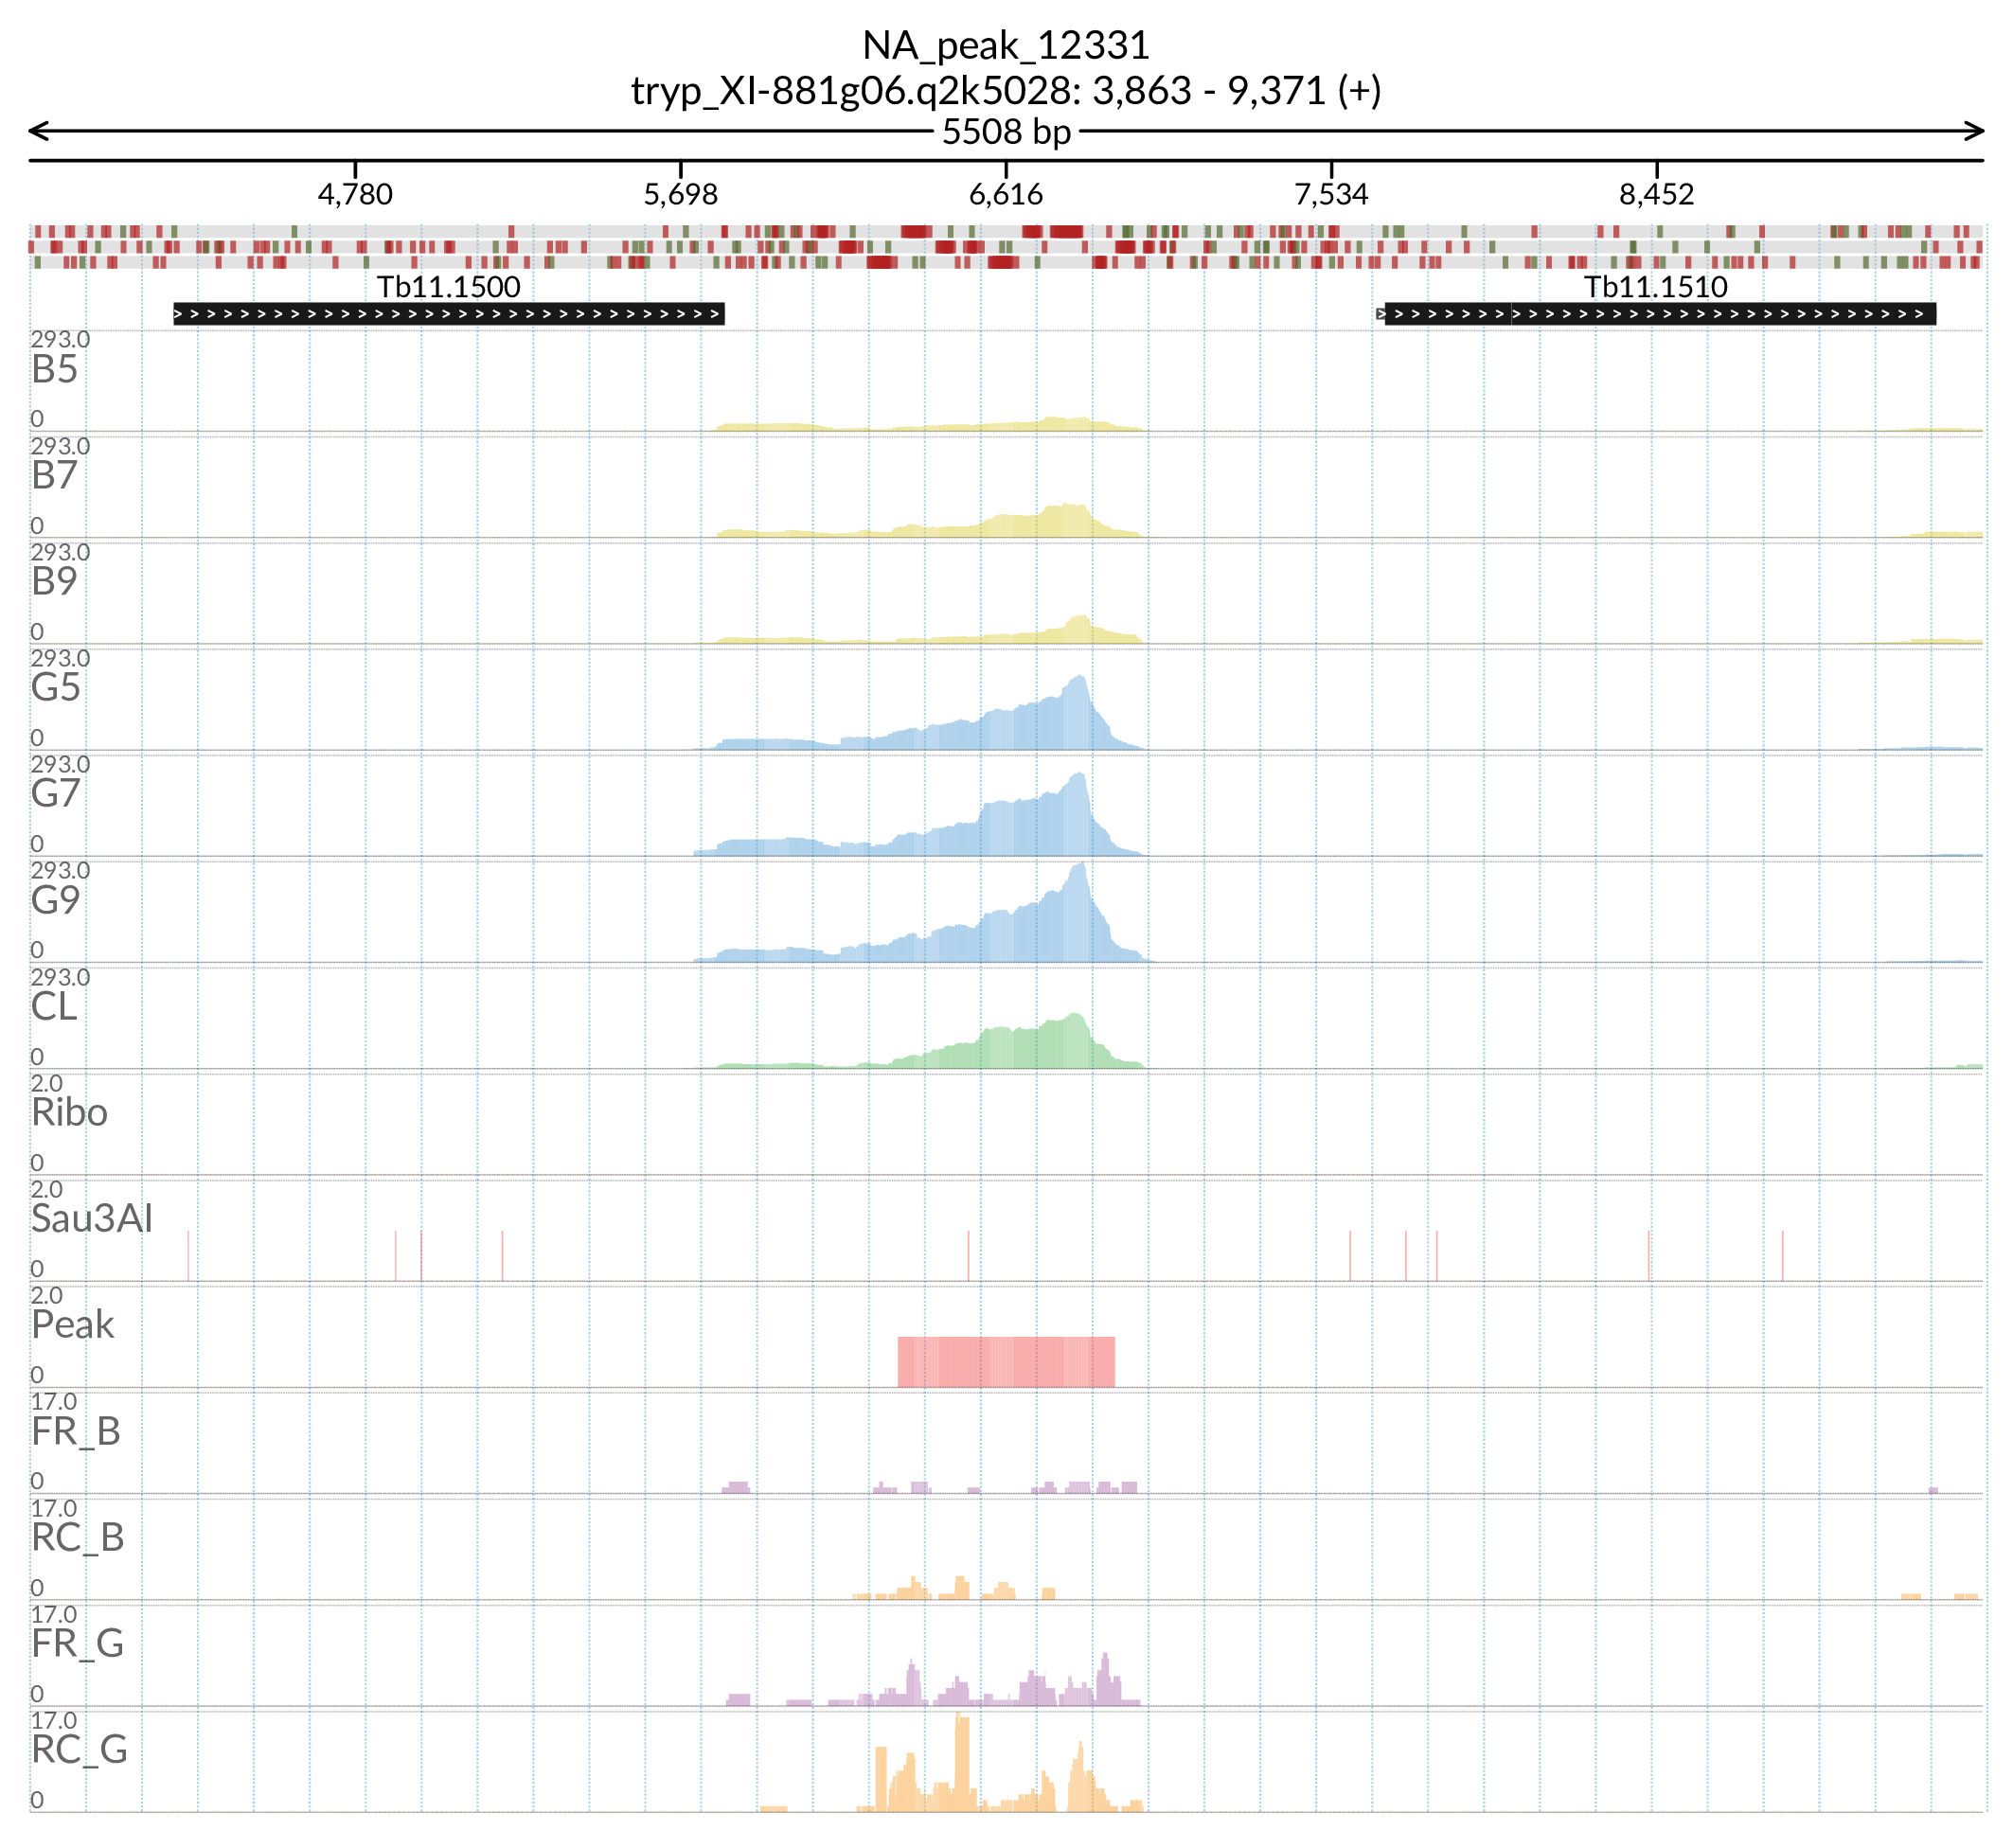 NA_peak_12331
tryp_XI-881g06.q2k5028: 3,863 - 9,371 (+)
5508 bp
4,780 5,698 6,616 7,534 8,452
Tb11.1500 Tb11.1510
293.0
B5
0
293.0
B7
0
293.0
B9
0
293.0
G5
0
293.0
G7
0
293.0
G9
0
293.0
CL
0
2.0
Ribo
0
2.0
Sau3AI
0
2.0
Peak
0
17.0
FR_B
0
17.0
RC_B
0
17.0
FR_G
0
17.0
RC_G
0